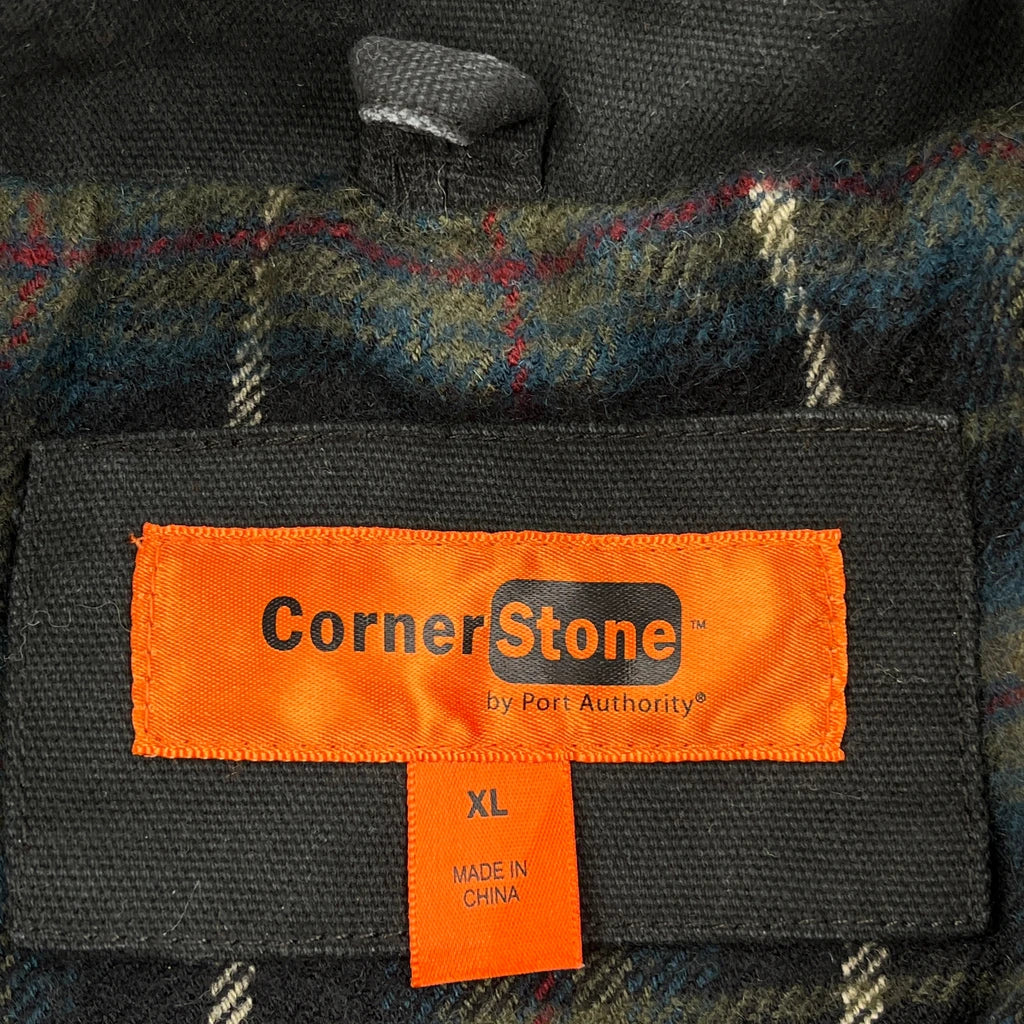 CornerStone™
by Port Authority®
XL
MADE IN
CHINA